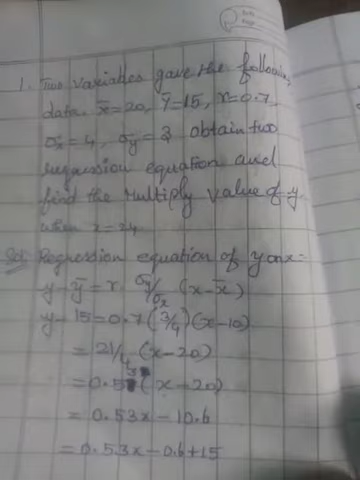 1. Two variables gave the following
data x̄=20, ȳ=15, r=0.7
σx=4, σy=3 obtain two
regression equation and
find the multiply value of y
when x=24
Sol: Regression equation of y on x=
y-ȳ=r. σy/σx (x-x̄)
y-15=0.7(3/4)(x-10)
=21/4(x-20)
=0.53(x-20)
=0.53x-10.6
=0.53x-0.6+15